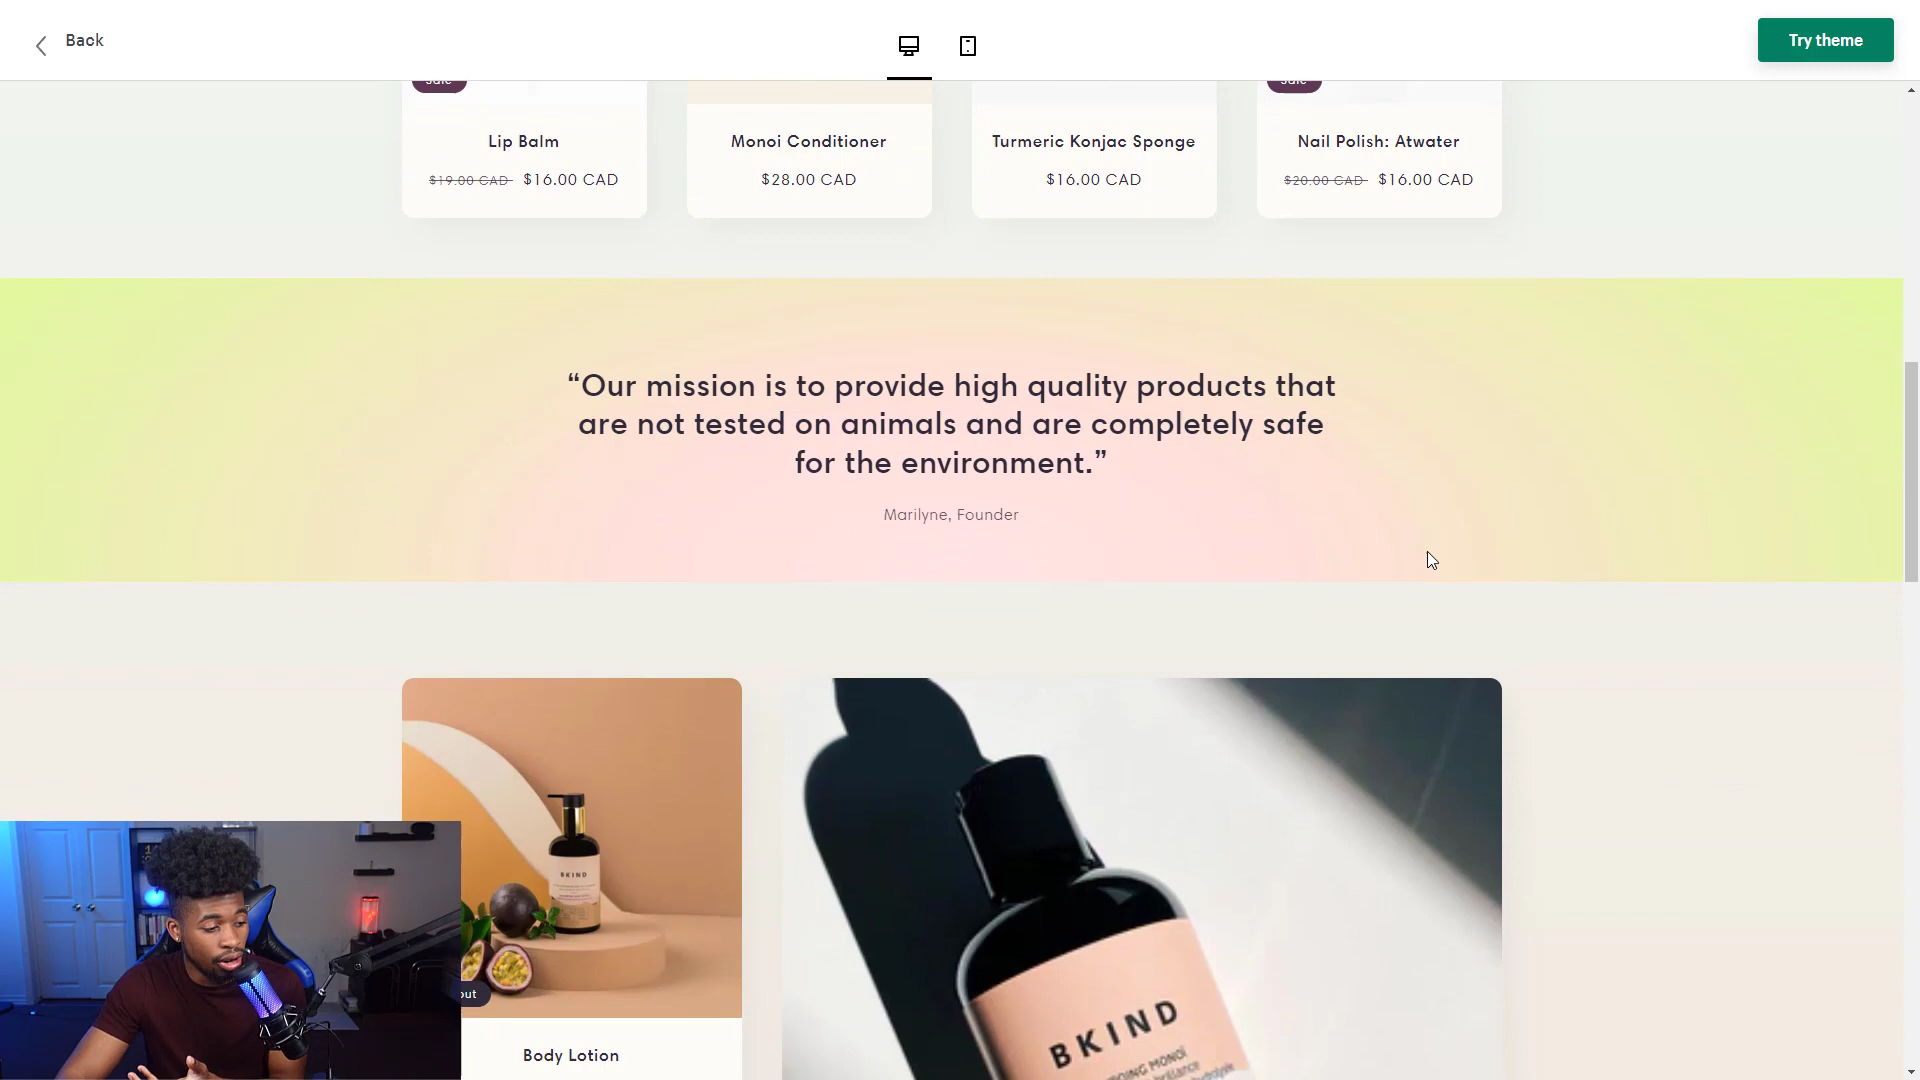 Back
Try theme
Lip Balm
Monoi Conditioner
Turmeric Konjac Sponge
Nail Polish: Atwater
$19.00 CAD $16.00 CAD
$28.00 CAD
$16.00 CAD
$20.00 CAD $16.00 CAD
“Our mission is to provide high quality products that
are not tested on animals and are completely safe
for the environment.”
Marilyne, Founder
BKIND
out
Body Lotion
BKIND
MONOÏ